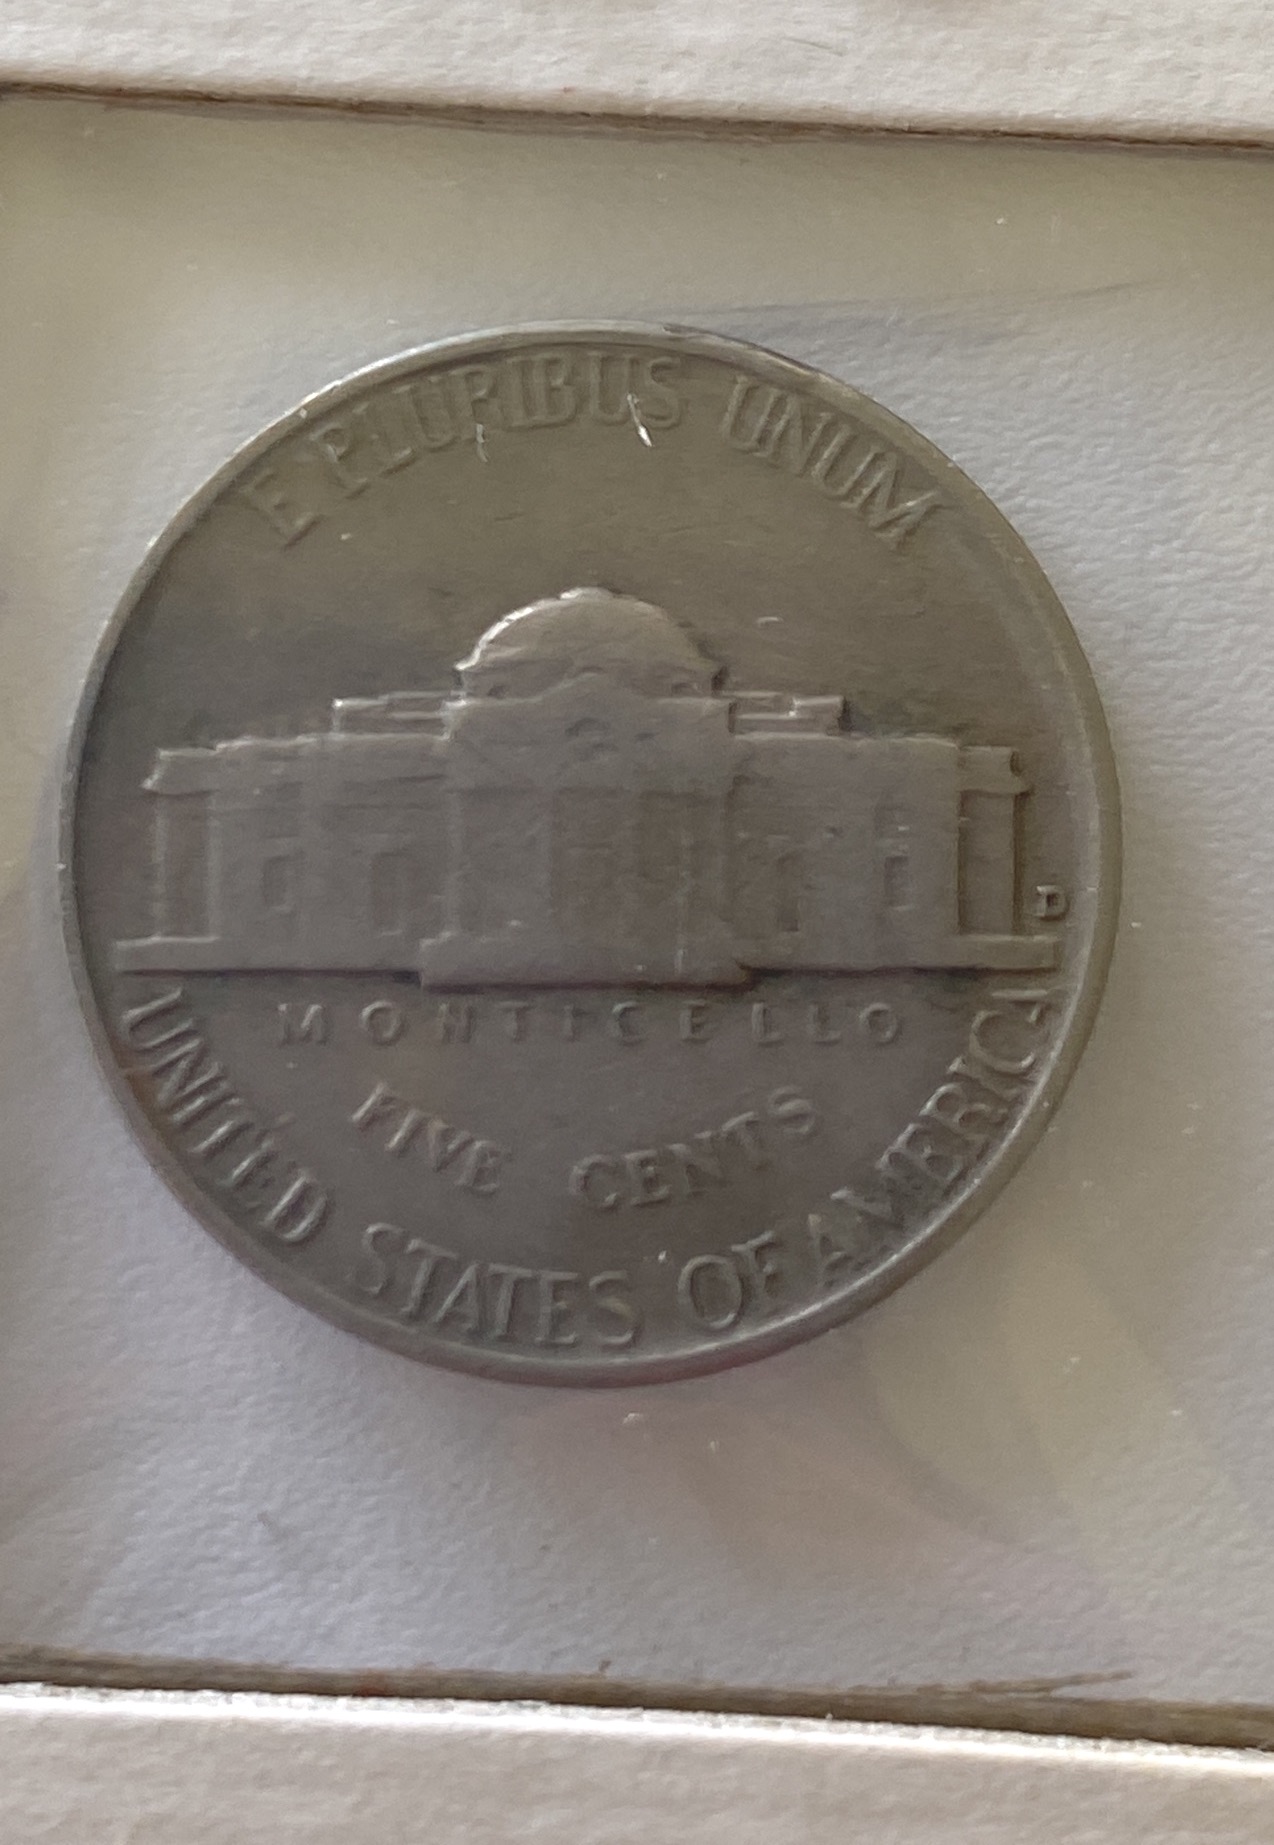 E PLURIBUS UNUM
D
MONTICELLO
FIVE CENTS
UNITED STATES OF AMERICA